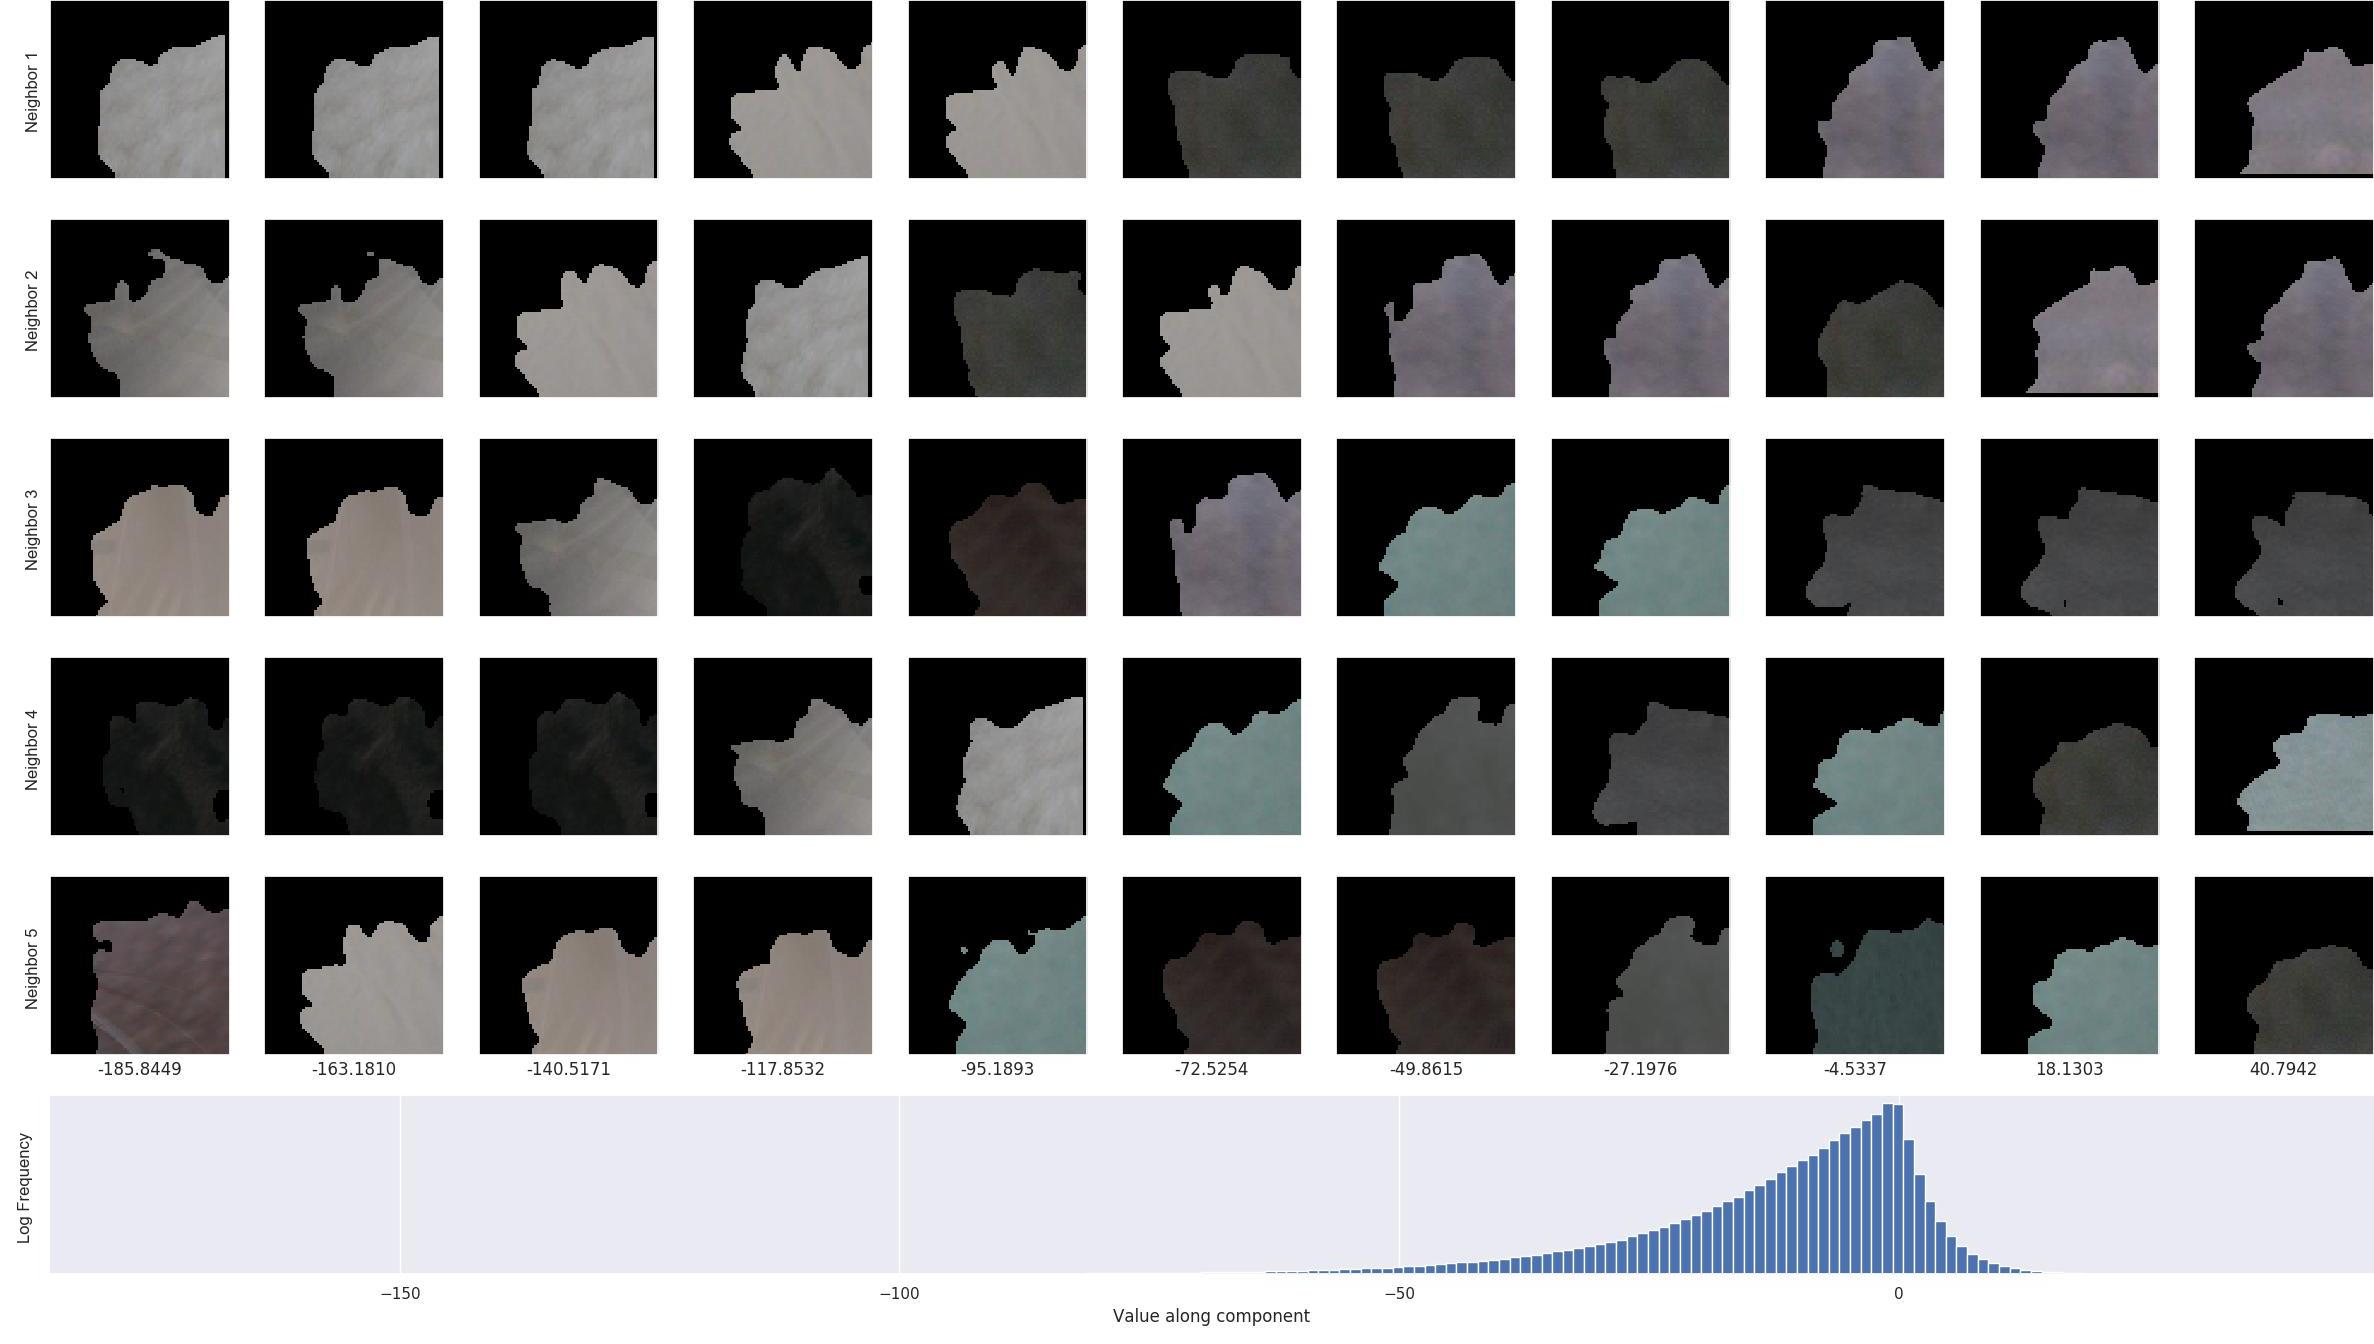 Neighbor 1
Neighbor 2
Neighbor 3
Neighbor 4
Neighbor 5
-185.8449 -163.1810 -140.5171 -117.8532 -95.1893 -72.5254 -49.8615 -27.1976 -4.5337 18.1303 40.7942
Log Frequency
−150 −100 −50 0
Value along component